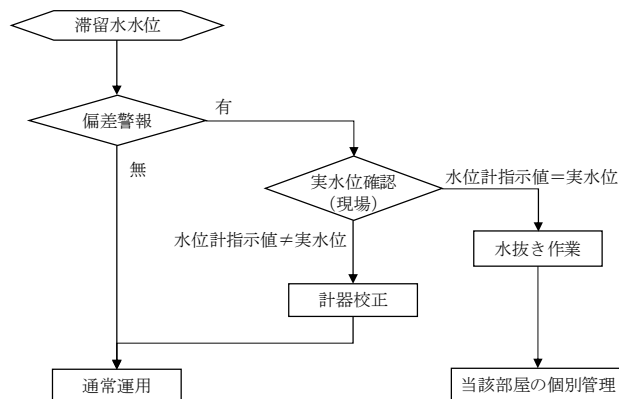 滞留水水位
偏差警報
有
無
実水位確認
（現場）
水位計指示値＝実水位
水位計指示値≠実水位
水抜き作業
計器校正
通常運用
当該部屋の個別管理